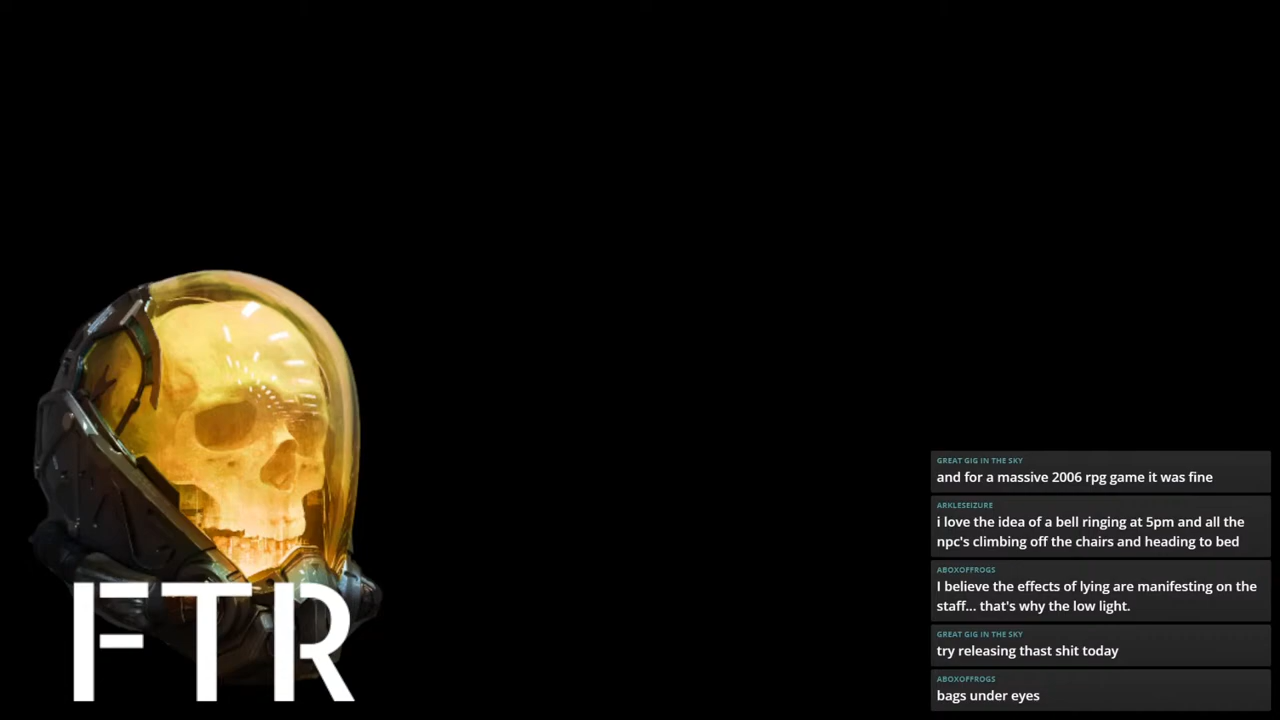 GREAT GIG IN THE SKY
and for a massive 2006 rpg game it was fine
ARKLESEIZURE
i love the idea of a bell ringing at 5pm and all the
npc's climbing off the chairs and heading to bed
ABOXOFFROGS
I believe the effects of lying are manifesting on the
staff... that's why the low light.
GREAT GIG IN THE SKY
try releasing thast shit today
ABOXOFFROGS
bags under eyes
FTR